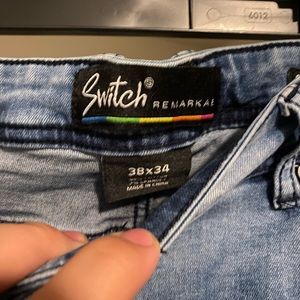 6012
Switch®
REMARKAB
38x34
MADE IN CHINA